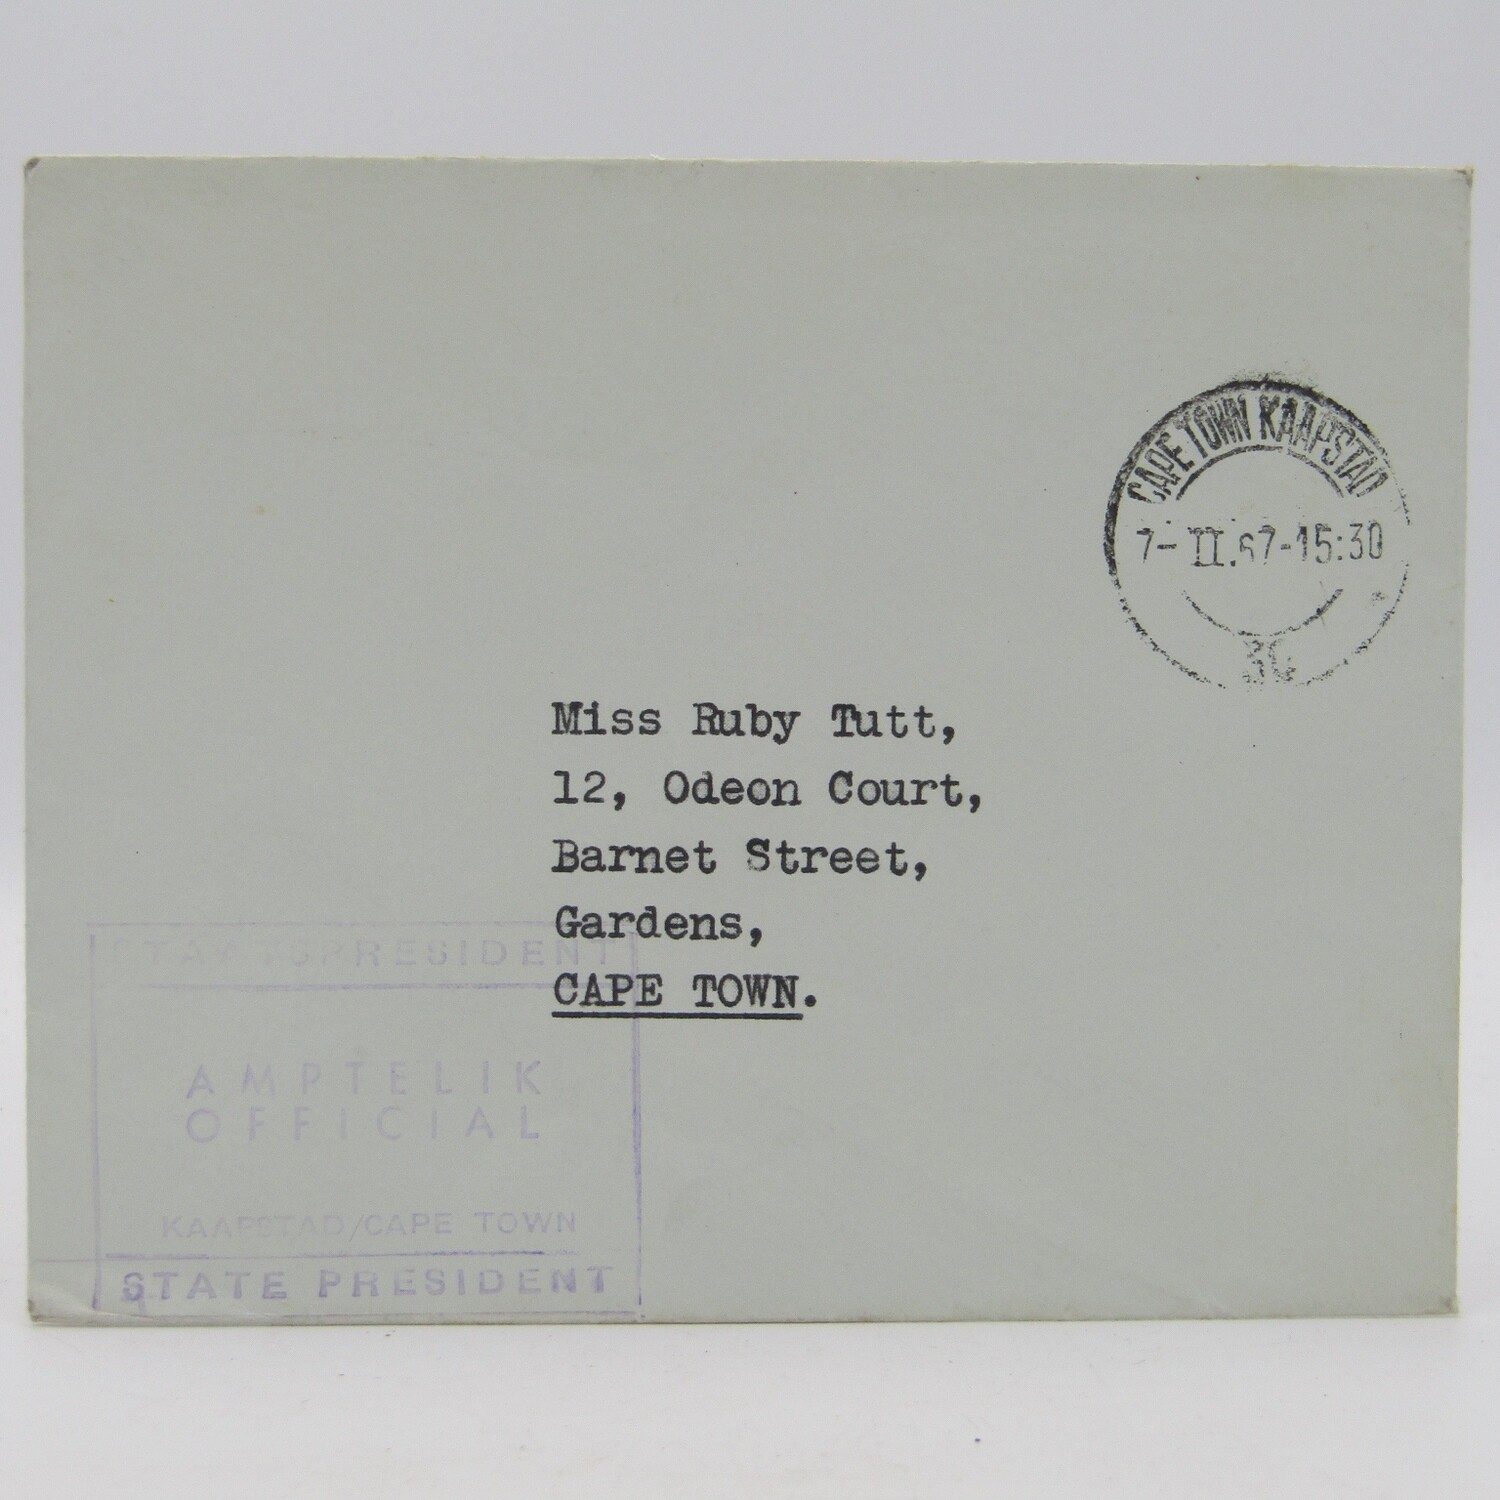 CAPE TOWN KAAPSTAD
7-II.67-15:30
Miss Ruby Tutt,
12, Odeon Court,
Barnet Street,
Gardens,
CAPE TOWN.
STAATSPRESIDENT
AMPTELIK
OFFICIAL
KAAPSTAD/CAPE TOWN
STATE PRESIDENT